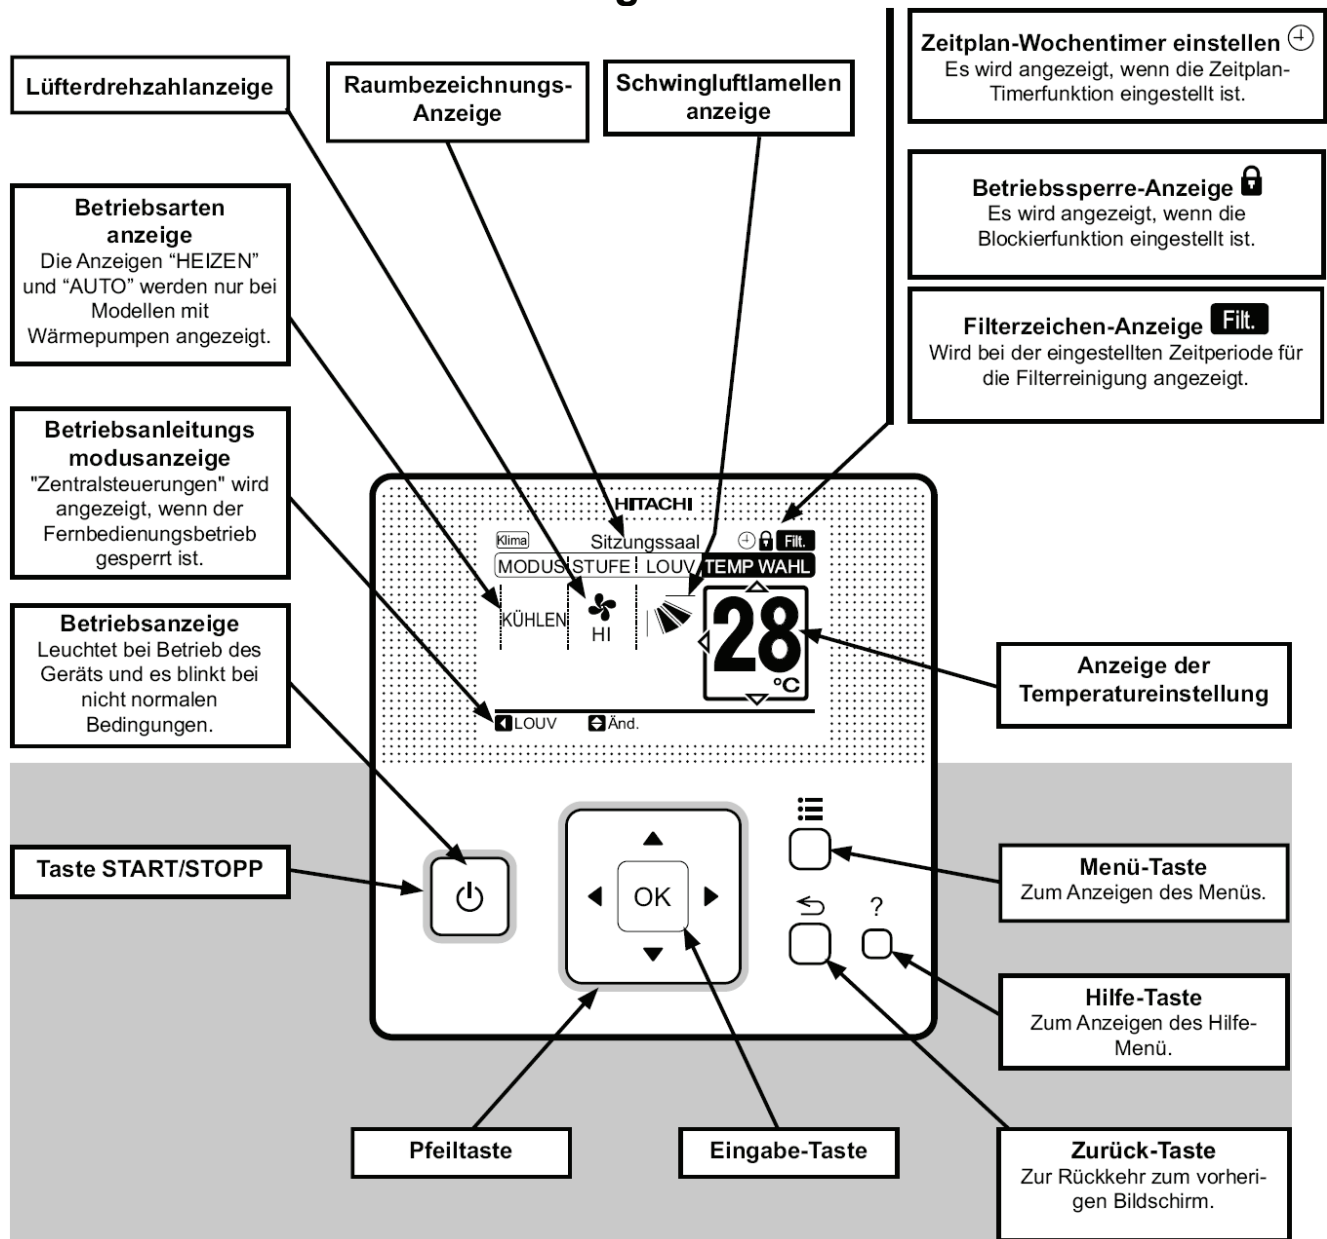 Lüfterdrehzahlanzeige
Raumbezeichnungs-
Anzeige
Schwingluftlamellen
anzeige
Zeitplan-Wochentimer einstellen
Es wird angezeigt, wenn die Zeitplan-
Timerfunktion eingestellt ist.
Betriebssperre-Anzeige
Es wird angezeigt, wenn die
Blockierfunktion eingestellt ist.
Filterzeichen-Anzeige Filt.
Wird bei der eingestellten Zeitperiode für
die Filterreinigung angezeigt.
Betriebsarten
anzeige
Die Anzeigen “HEIZEN”
und “AUTO” werden nur bei
Modellen mit
Wärmepumpen angezeigt.
Betriebsanleitungs
modusanzeige
"Zentralsteuerungen" wird
angezeigt, wenn der
Fernbedienungsbetrieb
gesperrt ist.
Betriebsanzeige
Leuchtet bei Betrieb des
Geräts und es blinkt bei
nicht normalen
Bedingungen.
Taste START/STOPP
HITACHI
Klima Sitzungssaal Filt.
MODUS STUFE LOUV TEMP WAHL
KÜHLEN HI 28 °C
LOUV Änd.
OK
?
Anzeige der
Temperatureinstellung
Menü-Taste
Zum Anzeigen des Menüs.
Hilfe-Taste
Zum Anzeigen des Hilfe-
Menü.
Zurück-Taste
Zur Rückkehr zum vorheri-
gen Bildschirm.
Pfeiltaste
Eingabe-Taste